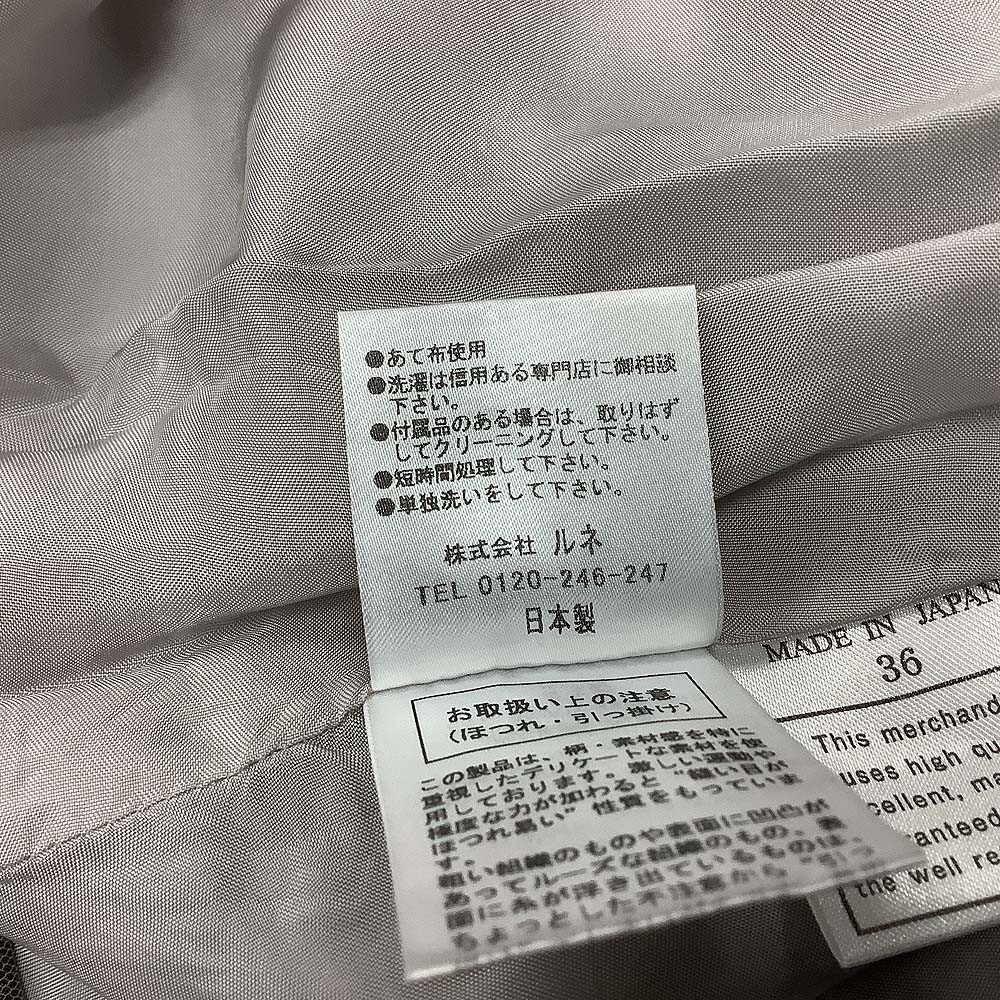 ●あて布使用
●洗濯は信用ある専門店に御相談
下さい。
●付属品のある場合は、取りはず
してクリーニングして下さい。
●短時間処理して下さい。
●単独洗いをして下さい。
株式会社 ルネ
TEL 0120-246-247
日本製
お取扱い上の注意
(ほつれ・引っ掛け)
この製品は、柄・素材感を特に
重視したデリケートな素材を使
用しております。激しい運動や
極度な力が加わると“縫い目が
ほつれ易い”性質をもっていま
す。
粗い組織のものや表面に凹凸が
あってルーズな組織のもの、表
面に糸が浮き出ているものは、
ちょっとした不注意から“引っ
MADE IN JAPAN
36
This merchand
uses high qu
cellent, ma
ranteed
the well re